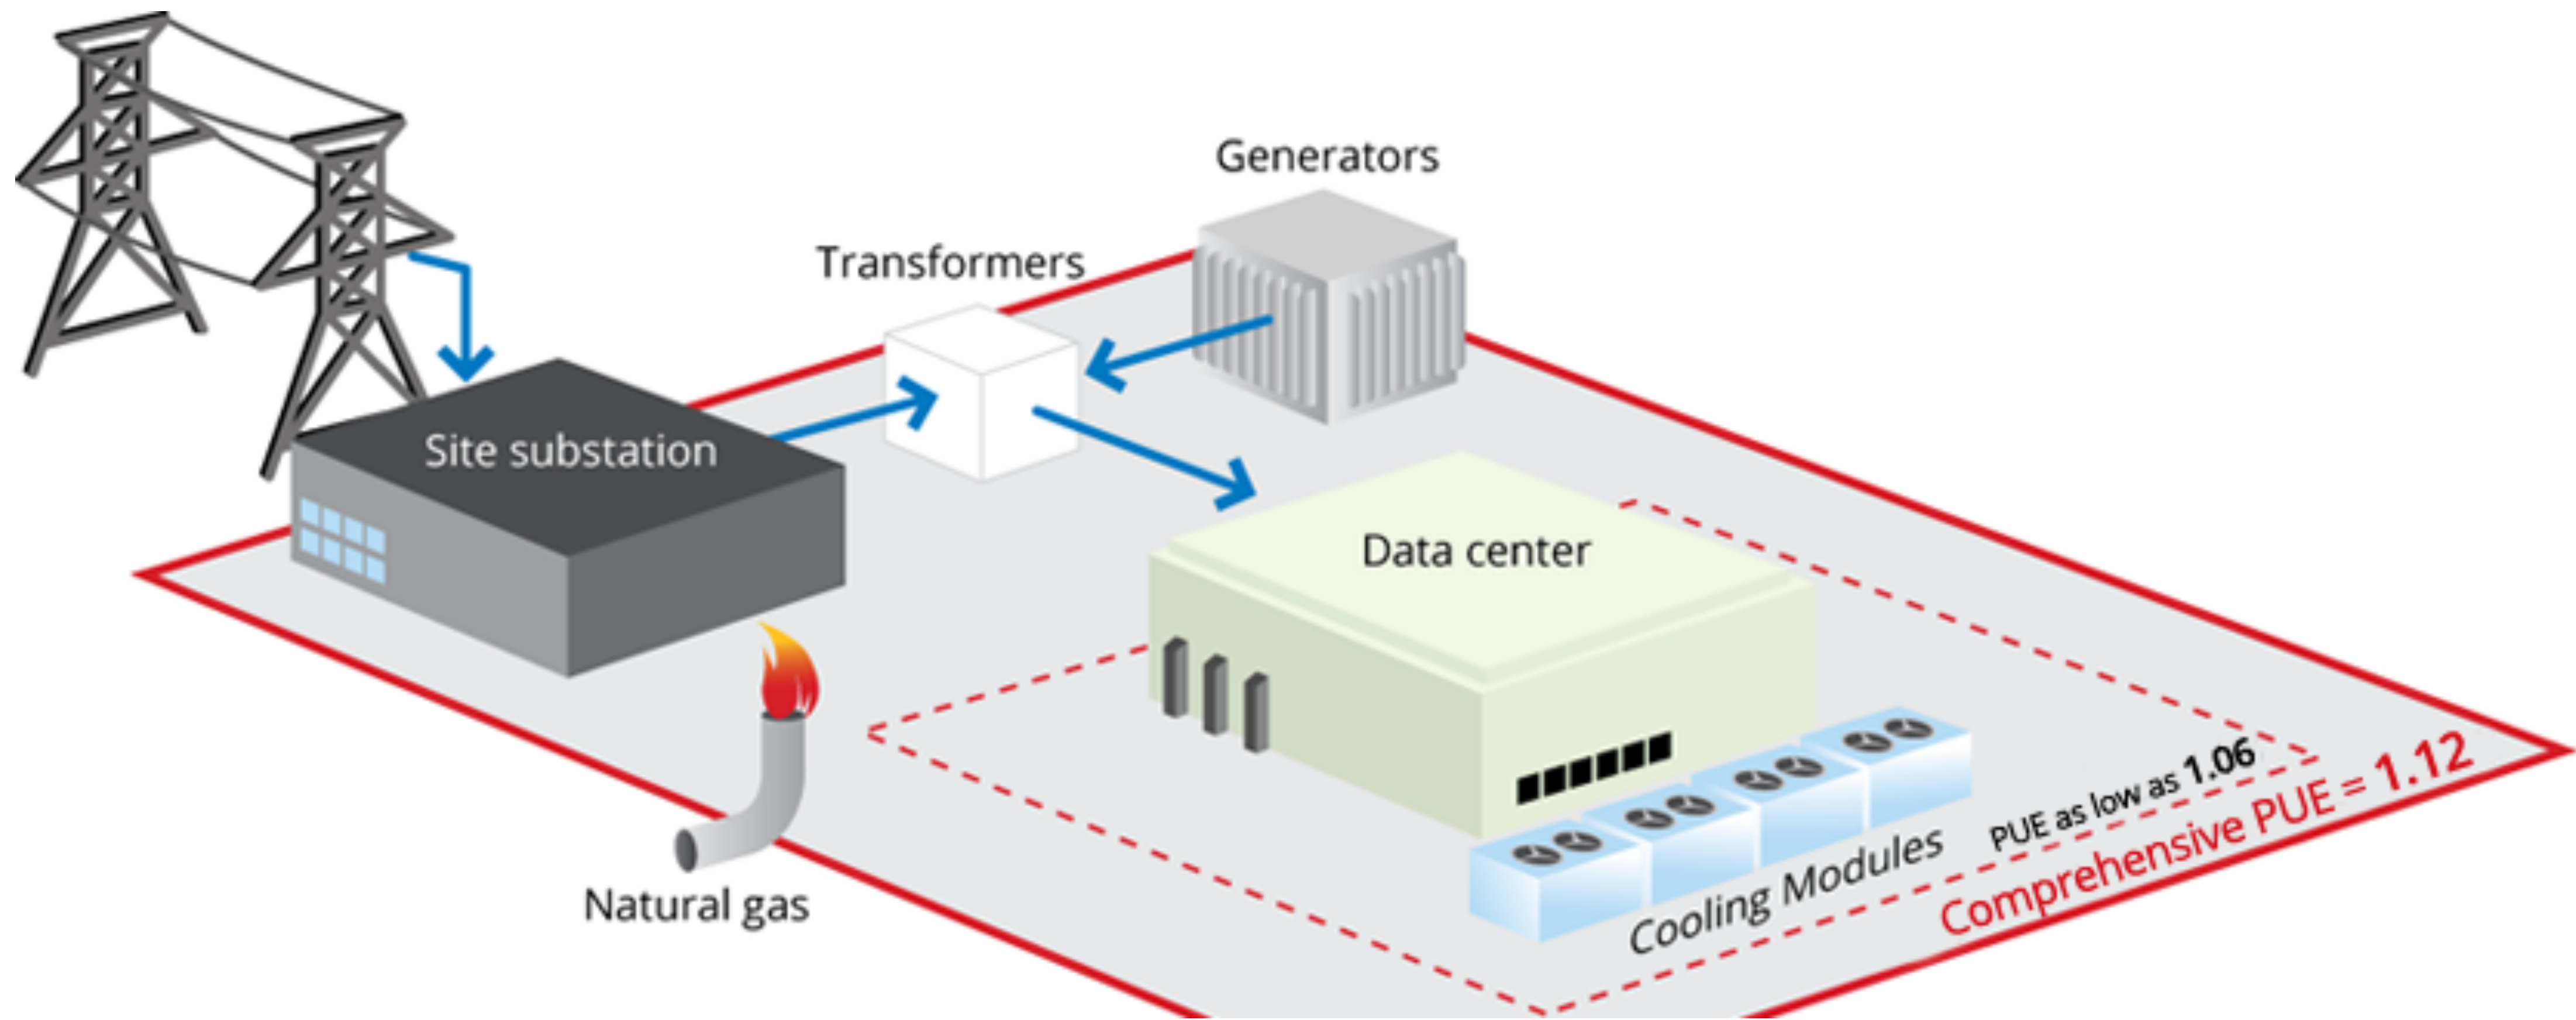 Generators
Transformers
Site substation
Data center
Natural gas
Cooling Modules
PUE as low as 1.06
Comprehensive PUE = 1.12